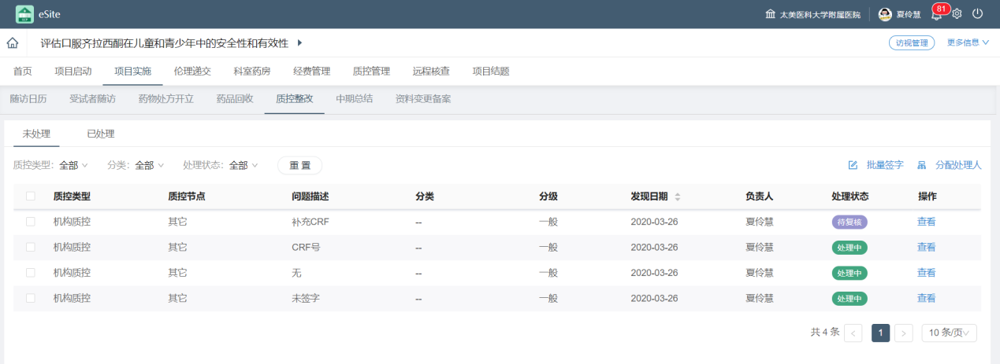 eSite 太美医科大学附属医院 夏伶慧 81
评估口服齐拉西酮在儿童和青少年中的安全性和有效性 访视管理 更多信息
首页 项目启动 项目实施 伦理递交 科室药房 经费管理 质控管理 远程核查 项目结题
随访日历 受试者随访 药物处方开立 药品回收 质控整改 中期总结 资料变更备案
未处理 已处理
质控类型: 全部 分类: 全部 处理状态: 全部 重 置 批量签字 分配处理人
质控类型 质控节点 问题描述 分类 分级 发现日期 负责人 处理状态 操作
机构质控 其它 补充CRF -- 一般 2020-03-26 夏伶慧 待复核 查看
机构质控 其它 CRF号 -- 一般 2020-03-26 夏伶慧 处理中 查看
机构质控 其它 无 -- 一般 2020-03-26 夏伶慧 处理中 查看
机构质控 其它 未签字 -- 一般 2020-03-26 夏伶慧 处理中 查看
共 4 条 < 1 > 10 条/页